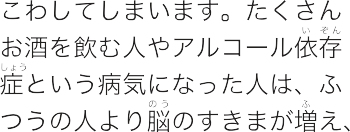 こわしてしまいます。たくさん
お酒を飲む人やアルコール依存
症という病気になった人は、ふ
つうの人より脳のすきまが増え、